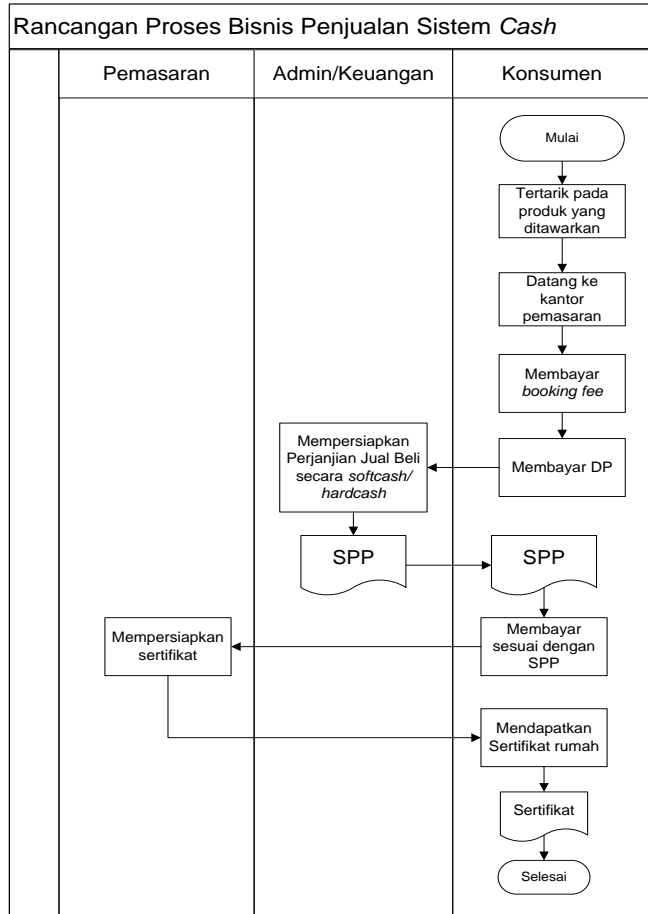 Rancangan Proses Bisnis Penjualan Sistem Cash
Pemasaran
Admin/Keuangan
Konsumen
Mulai
Tertarik pada
produk yang
ditawarkan
Datang ke
kantor
pemasaran
Membayar
booking fee
Mempersiapkan
Perjanjian Jual Beli
secara softcash/
hardcash
Membayar DP
SPP
SPP
Mempersiapkan
sertifikat
Membayar
sesuai dengan
SPP
Mendapatkan
Sertifikat rumah
Sertifikat
Selesai